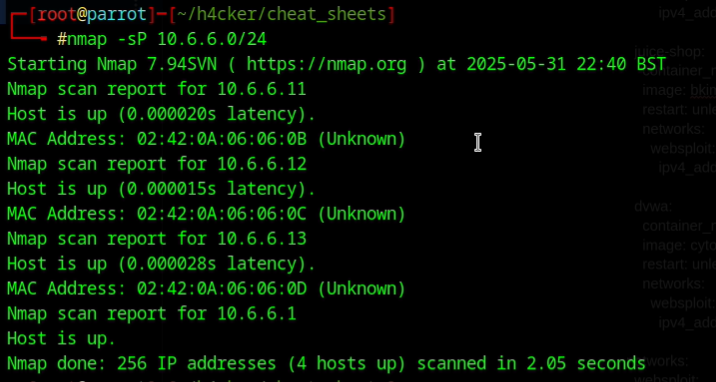 ┌─[root@parrot]─[~/h4cker/cheat_sheets]
└──╼ #nmap -sP 10.6.6.0/24
Starting Nmap 7.94SVN ( https://nmap.org ) at 2025-05-31 22:40 BST
Nmap scan report for 10.6.6.11
Host is up (0.000020s latency).
MAC Address: 02:42:0A:06:06:0B (Unknown)
Nmap scan report for 10.6.6.12
Host is up (0.000015s latency).
MAC Address: 02:42:0A:06:06:0C (Unknown)
Nmap scan report for 10.6.6.13
Host is up (0.000028s latency).
MAC Address: 02:42:0A:06:06:0D (Unknown)
Nmap scan report for 10.6.6.1
Host is up.
Nmap done: 256 IP addresses (4 hosts up) scanned in 2.05 seconds
ipv4_add
juice-shop:
container_n
image: bkim
restart: unle
networks:
websploit:
ipv4_add
dvwa:
container_n
image: cyto
restart: unle
networks:
websploit:
ipv4_add